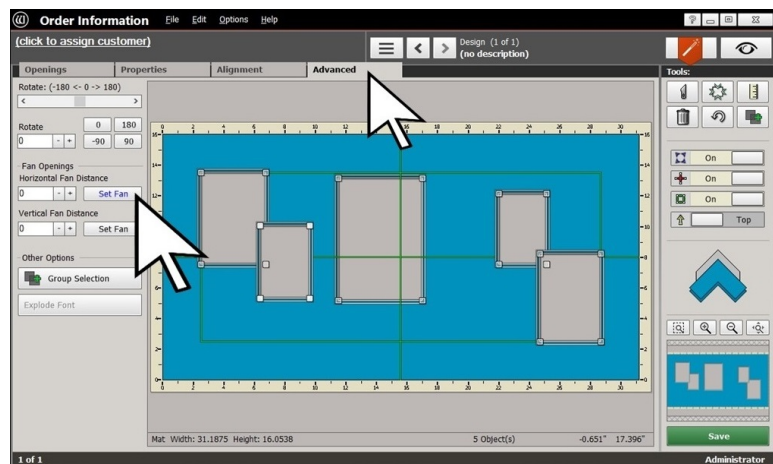 Order Information File Edit Options Help
(click to assign customer)
Design (1 of 1)
(no description)
Openings Properties Alignment Advanced
Tools:
Rotate: (-180 <- 0 -> 180)
Rotate
0 - + 0 180
-90 90
Fan Openings
Horizontal Fan Distance
0 - + Set Fan
Vertical Fan Distance
0 - + Set Fan
Other Options
Group Selection
Explode Font
On
On
On
Top
Save
Mat Width: 31.1875 Height: 16.0538 5 Object(s) -0.651" 17.396"
1 of 1 Administrator